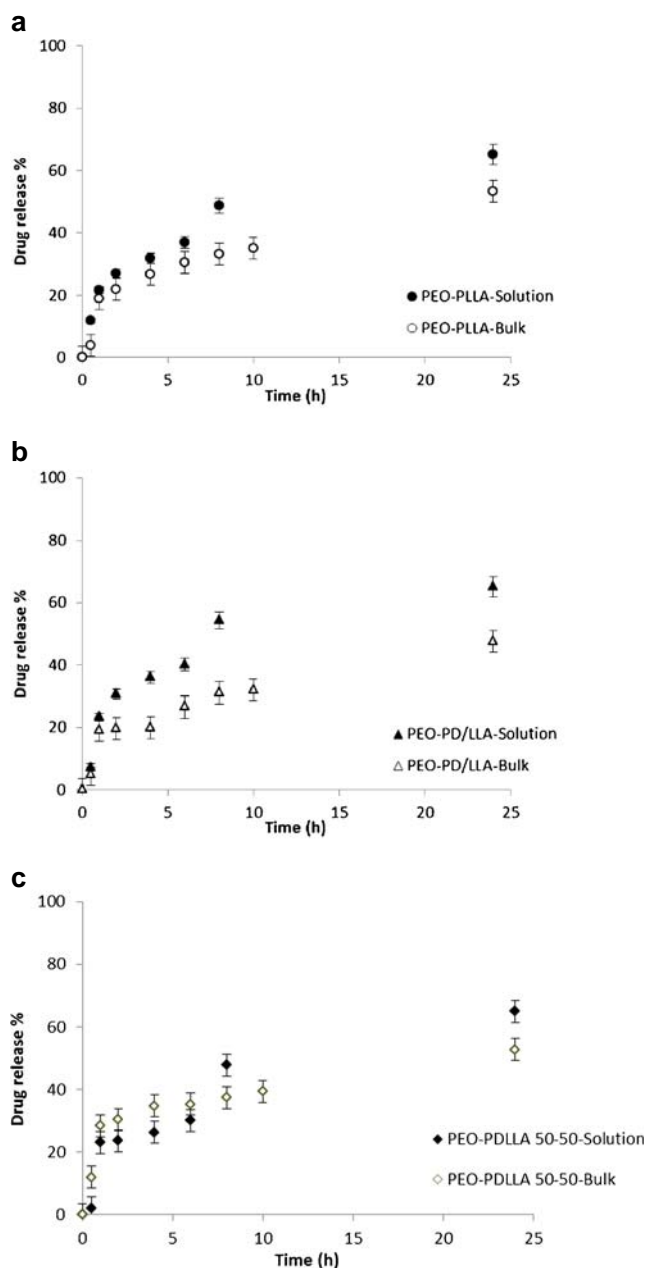 a
100
80
60
40
20
0
Drug release %
PEO-PLLA-Solution
PEO-PLLA-Bulk
0 5 10 15 20 25
Time (h)
b
100
80
60
40
20
0
Drug release %
PEO-PD/LLA-Solution
PEO-PD/LLA-Bulk
0 5 10 15 20 25
Time (h)
c
100
80
60
40
20
0
Drug release %
PEO-PDLLA 50-50-Solution
PEO-PDLLA 50-50-Bulk
0 5 10 15 20 25
Time (h)